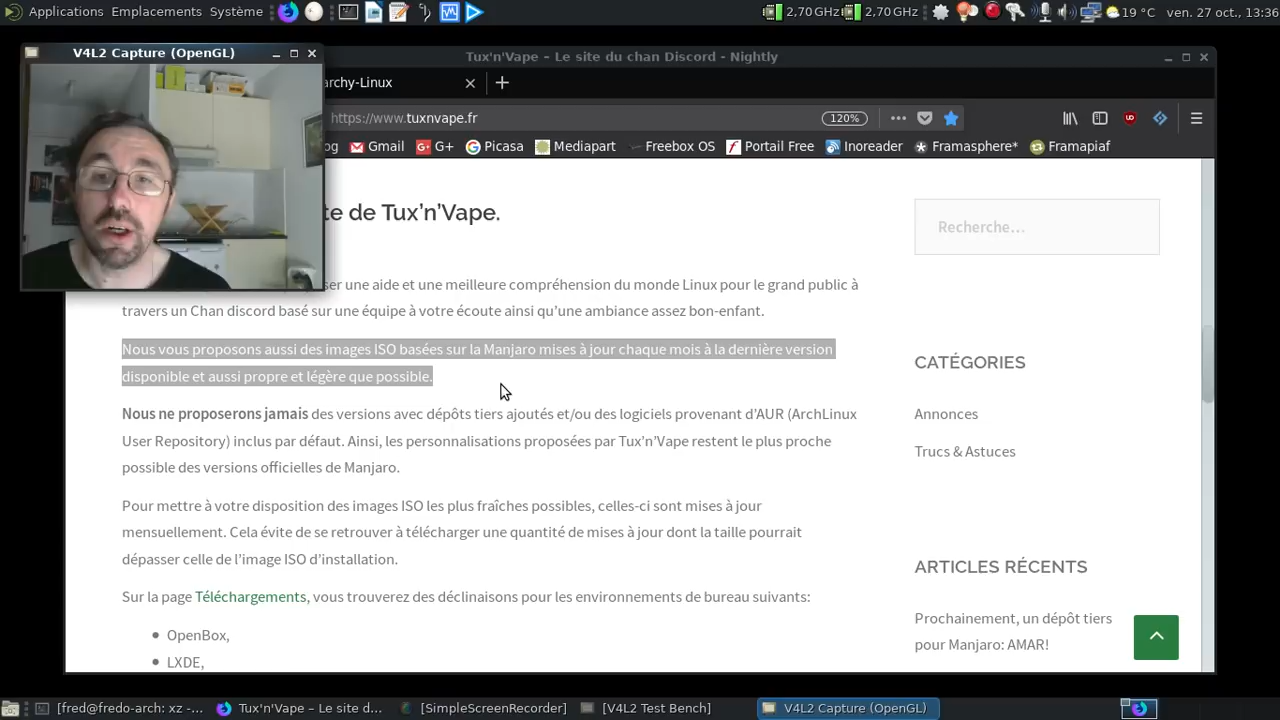 Applications Emplacements Système
2,70 GHz 2,70 GHz 19 °C ven. 27 oct., 13:36
V4L2 Capture (OpenGL)
Tux'n'Vape – Le site du chan Discord - Nightly
archy-Linux
https://www.tuxnvape.fr
120%
og Gmail G+ Picasa Mediapart Freebox OS Portail Free Inoreader Framasphere* Framapiaf
te de Tux’n’Vape.
Recherche…
ser une aide et une meilleure compréhension du monde Linux pour le grand public à
travers un Chan discord basé sur une équipe à votre écoute ainsi qu’une ambiance assez bon-enfant.
Nous vous proposons aussi des images ISO basées sur la Manjaro mises à jour chaque mois à la dernière version
disponible et aussi propre et légère que possible.
Nous ne proposerons jamais des versions avec dépôts tiers ajoutés et/ou des logiciels provenant d’AUR (ArchLinux
User Repository) inclus par défaut. Ainsi, les personnalisations proposées par Tux’n’Vape restent le plus proche
possible des versions officielles de Manjaro.
Pour mettre à votre disposition des images ISO les plus fraîches possibles, celles-ci sont mises à jour
mensuellement. Cela évite de se retrouver à télécharger une quantité de mises à jour dont la taille pourrait
dépasser celle de l’image ISO d’installation.
Sur la page Téléchargements, vous trouverez des déclinaisons pour les environnements de bureau suivants:
OpenBox,
LXDE,
CATÉGORIES
Annonces
Trucs & Astuces
ARTICLES RÉCENTS
Prochainement, un dépôt tiers
pour Manjaro: AMAR!
[fred@fredo-arch: xz -... Tux'n'Vape – Le site d... [SimpleScreenRecorder] [V4L2 Test Bench] V4L2 Capture (OpenGL)